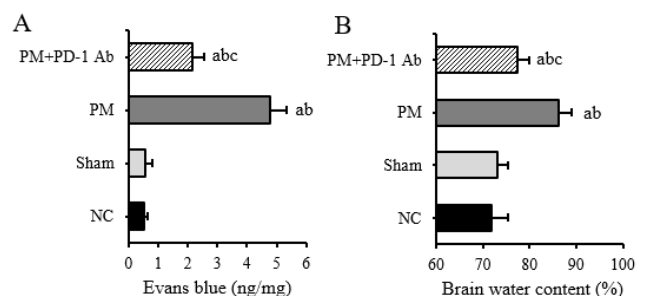 A
PM+PD-1 Ab
abc
PM
ab
Sham
NC
0 1 2 3 4 5 6
Evans blue (ng/mg)
B
PM+PD-1 Ab
abc
PM
ab
Sham
NC
60 70 80 90 100
Brain water content (%)